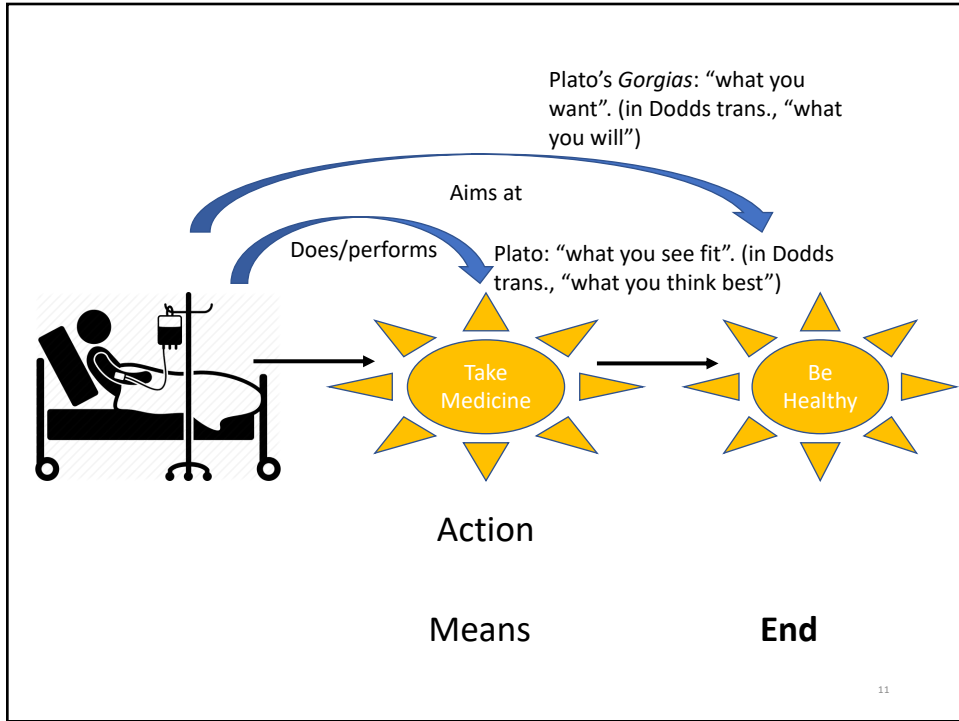 Plato’s Gorgias: “what you
want”. (in Dodds trans., “what
you will”)
Aims at
Does/performs
Plato: “what you see fit”. (in Dodds
trans., “what you think best”)
Take
Medicine
Be
Healthy
Action
Means
End
11